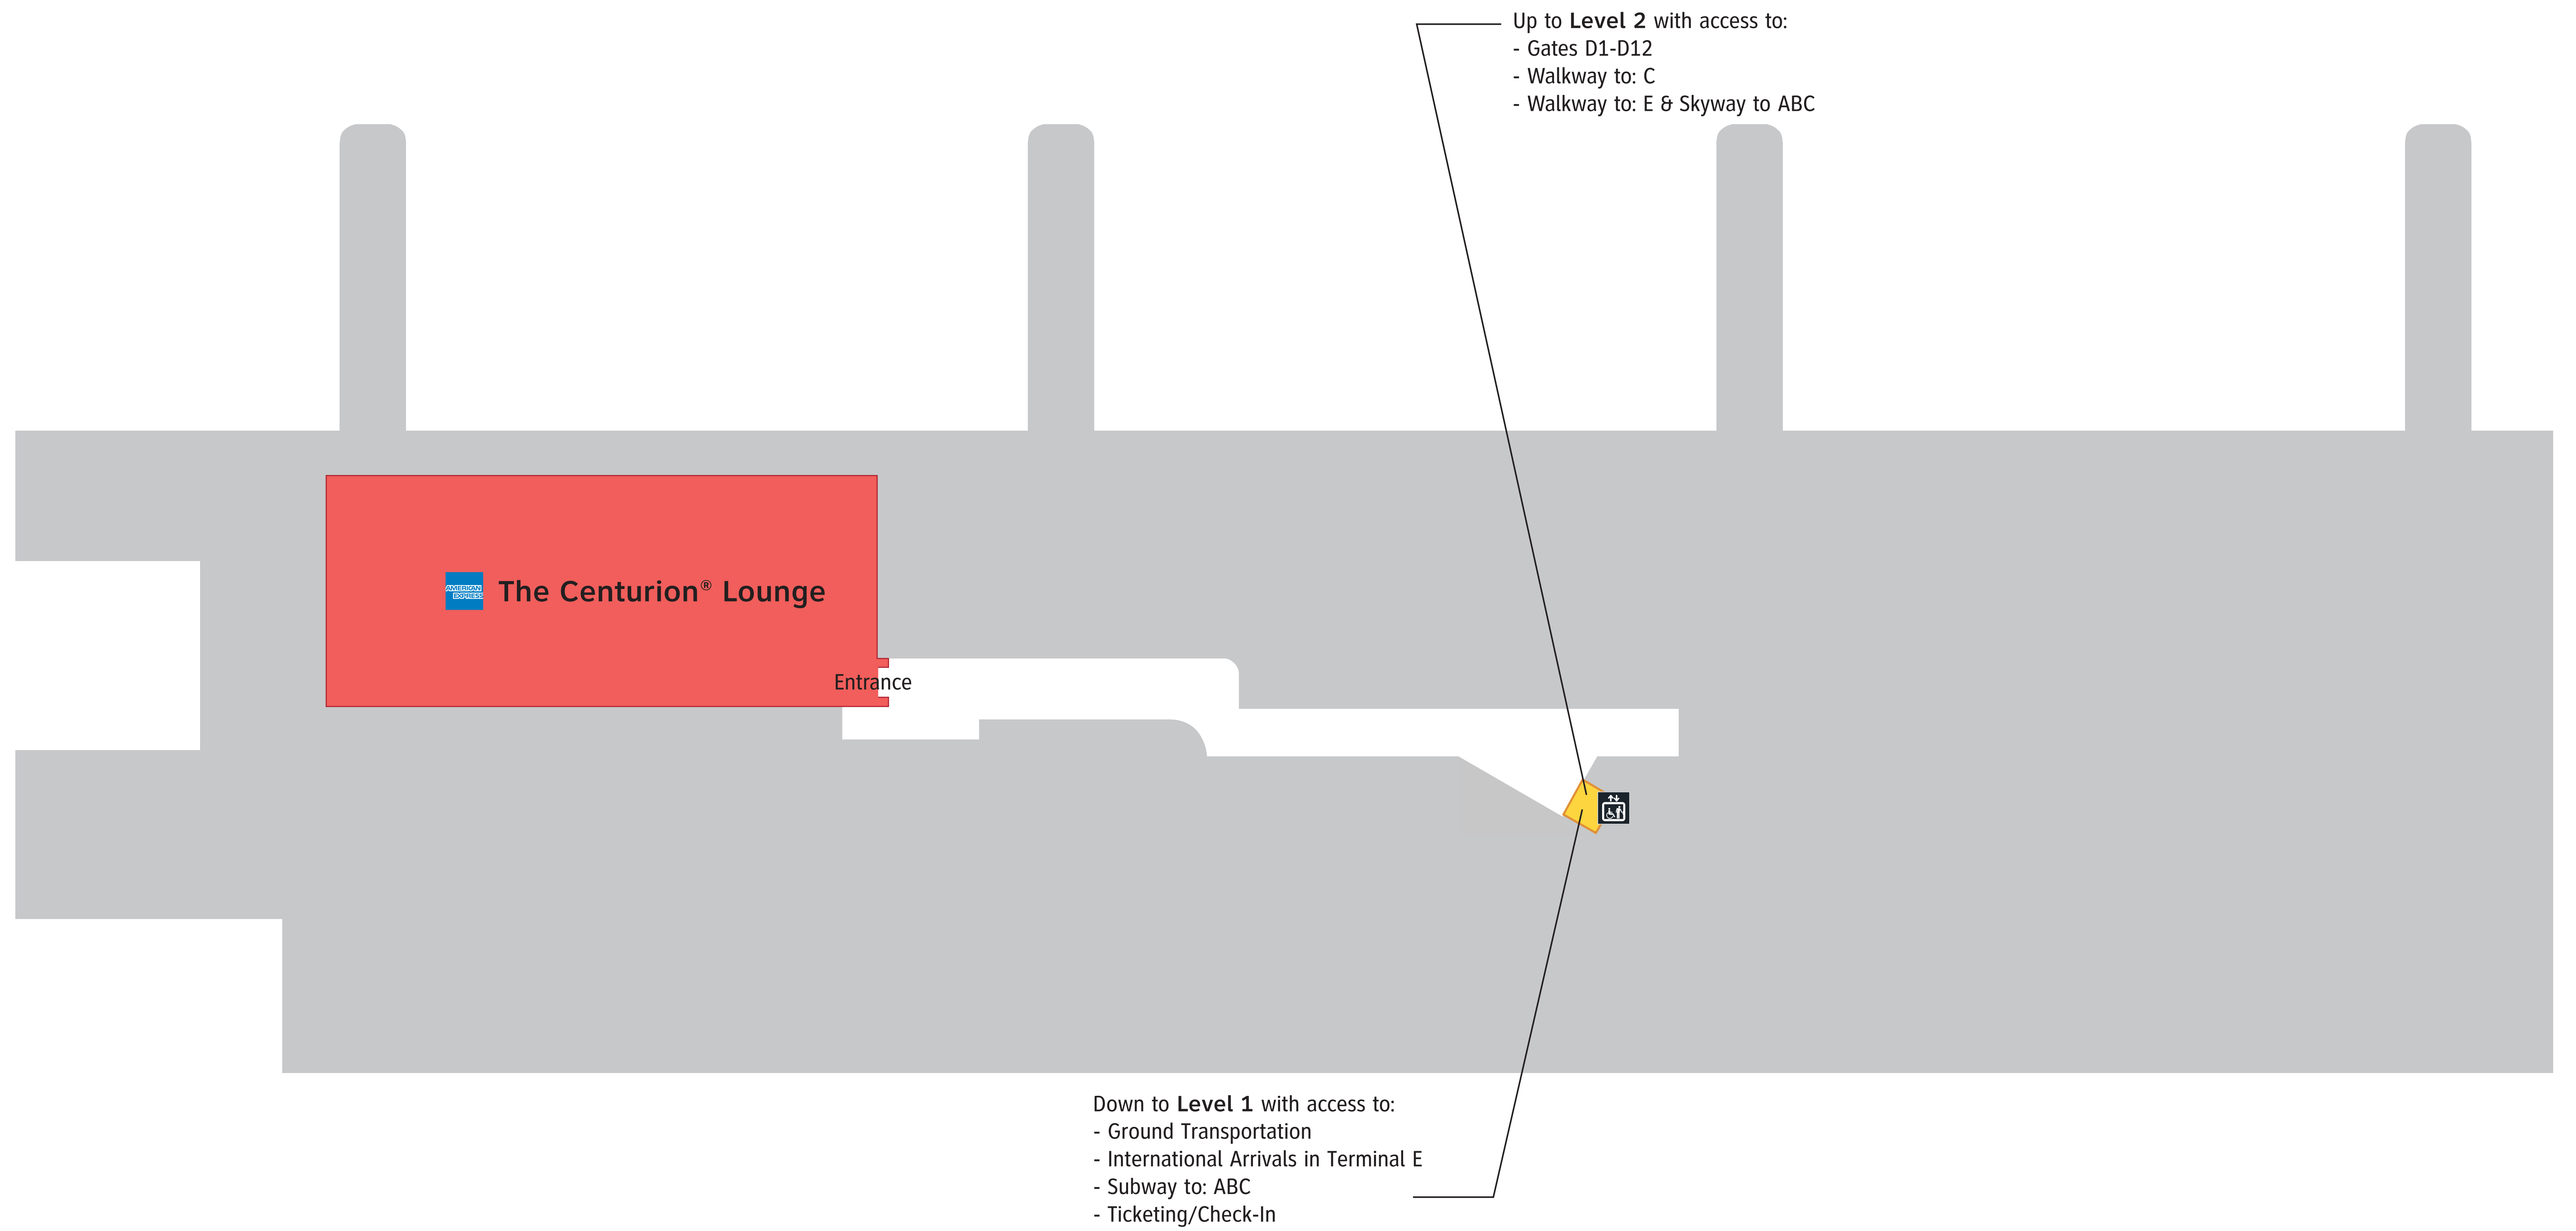 Up to Level 2 with access to:
- Gates D1-D12
- Walkway to: C
- Walkway to: E & Skyway to ABC
AMERICAN
EXPRESS
The Centurion® Lounge
Entrance
Down to Level 1 with access to:
- Ground Transportation
- International Arrivals in Terminal E
- Subway to: ABC
- Ticketing/Check-In